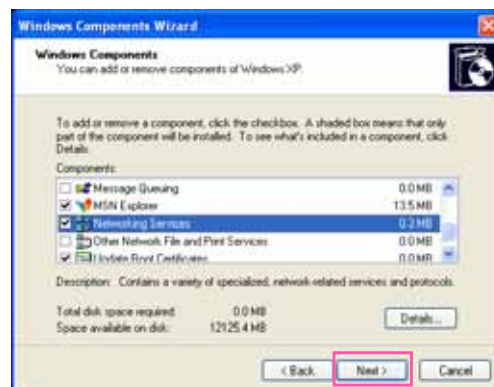 Windows Components Wizard
Windows Components
You can add or remove components of Windows XP.
To add or remove a component, click the checkbox. A shaded box means that only
part of the component will be installed. To see what's included in a component, click
Details.
Components:
Message Queuing 0.0 MB
MSN Explorer 13.5 MB
Networking Services 0.3 MB
Other Network File and Print Services 0.0 MB
Update Root Certificates 0.0 MB
Description: Contains a variety of specialized, network-related services and protocols.
Total disk space required: 0.0 MB
Space available on disk: 12125.4 MB
Details...
< Back
Next >
Cancel